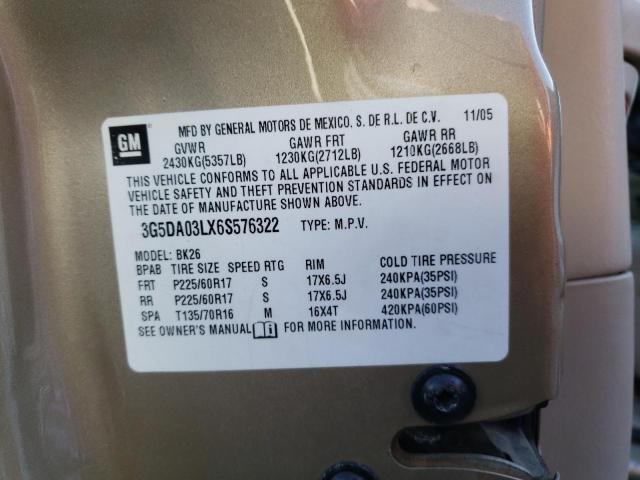 GM
MFD BY GENERAL MOTORS DE MEXICO, S. DE R.L. DE C.V. 11/05
GVWR GAWR FRT GAWR RR
2430KG(5357LB) 1230KG(2712LB) 1210KG(2668LB)
THIS VEHICLE CONFORMS TO ALL APPLICABLE U.S. FEDERAL MOTOR
VEHICLE SAFETY AND THEFT PREVENTION STANDARDS IN EFFECT ON
THE DATE OF MANUFACTURE SHOWN ABOVE.
3G5DA03LX6S576322 TYPE: M.P.V.
MODEL: BK26
BPAB TIRE SIZE SPEED RTG RIM COLD TIRE PRESSURE
FRT P225/60R17 S 17X6.5J 240KPA(35PSI)
RR P225/60R17 S 17X6.5J 240KPA(35PSI)
SPA T135/70R16 M 16X4T 420KPA(60PSI)
SEE OWNER'S MANUAL FOR MORE INFORMATION.